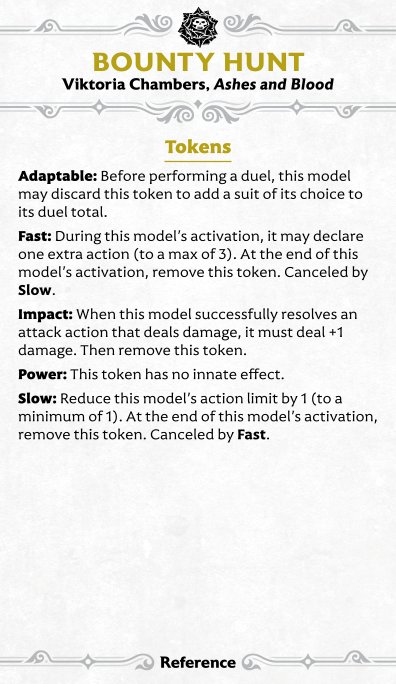 BOUNTY HUNT
Viktoria Chambers, Ashes and Blood
Tokens
Adaptable: Before performing a duel, this model
may discard this token to add a suit of its choice to
its duel total.
Fast: During this model's activation, it may declare
one extra action (to a max of 3). At the end of this
model's activation, remove this token. Canceled by
Slow.
Impact: When this model successfully resolves an
attack action that deals damage, it must deal +1
damage. Then remove this token.
Power: This token has no innate effect.
Slow: Reduce this model's action limit by 1 (to a
minimum of 1). At the end of this model's activation,
remove this token. Canceled by Fast.
Reference